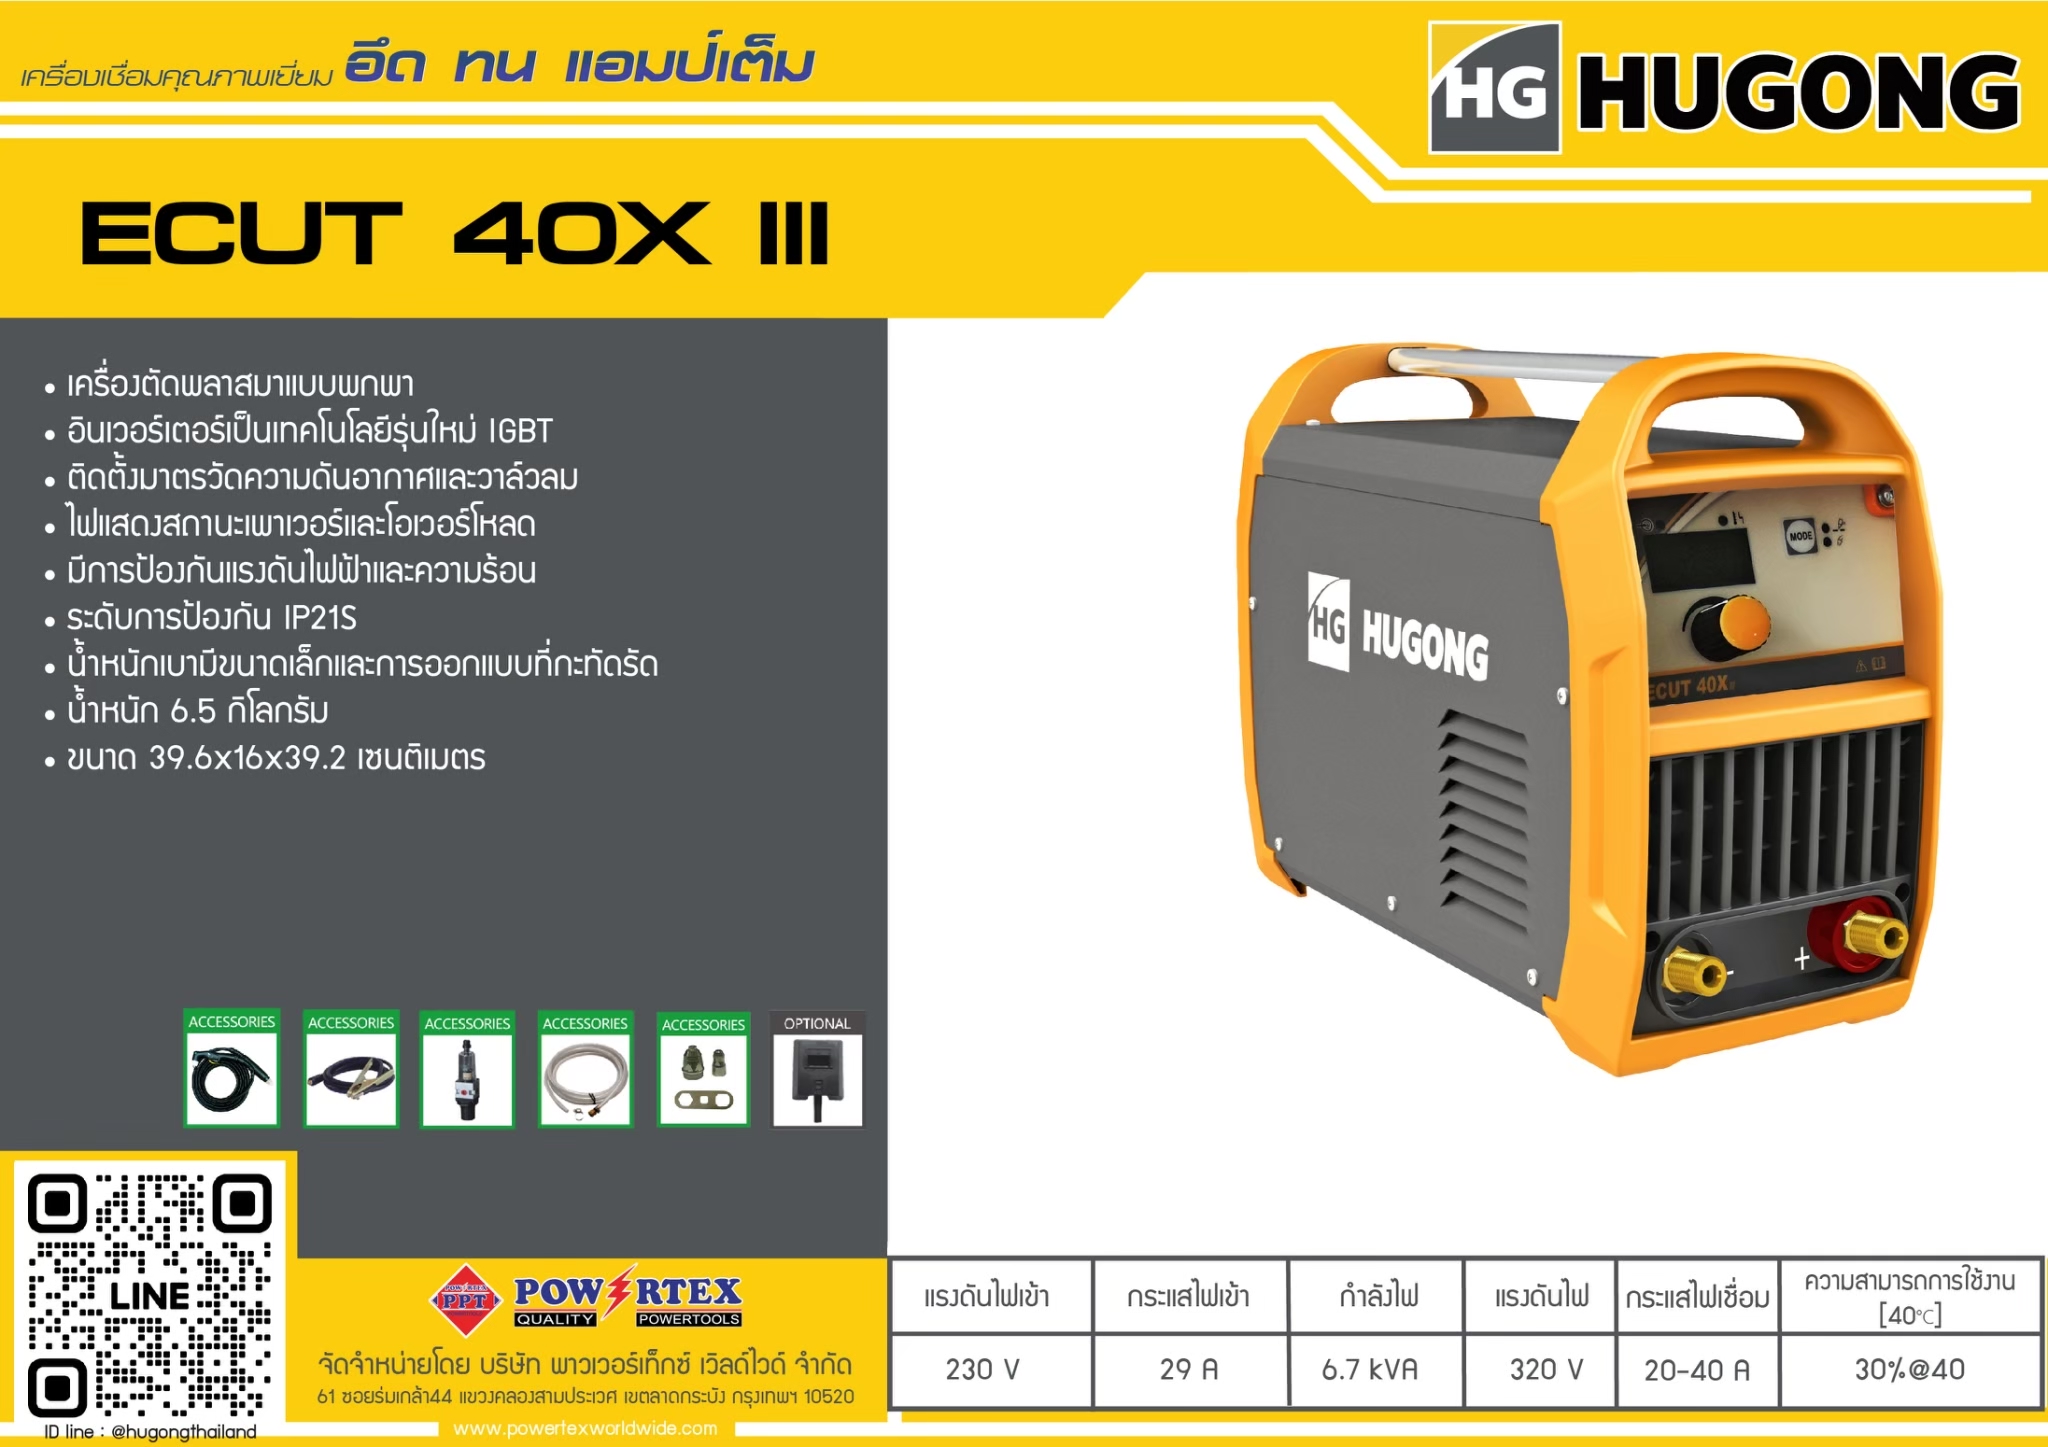 เครื่องเชื่อมคุณภาพเยี่ยม อึด ทน แอมป์เต็ม
HG HUGONG
ECUT 40X III
• เครื่องตัดพลาสมาแบบพกพา
• อินเวอร์เตอร์เป็นเทคโนโลยีรุ่นใหม่ IGBT
• ติดตั้งมาตรวัดความดันอากาศและวาล์วลม
• ไฟแสดงสถานะเพาเวอร์และโอเวอร์โหลด
• มีการป้องกันแรงดันไฟฟ้าและความร้อน
• ระดับการป้องกัน IP21S
• น้ำหนักเบามีขนาดเล็กและการออกแบบที่กะทัดรัด
• น้ำหนัก 6.5 กิโลกรัม
• ขนาด 39.6x16x39.2 เซนติเมตร
MODE
HG HUGONG
ECUT 40X
- +
ACCESSORIES ACCESSORIES ACCESSORIES ACCESSORIES ACCESSORIES OPTIONAL
LINE
ID line : @hugongthailand
PPT POWERTEX
QUALITY POWERTOOLS
จัดจำหน่ายโดย บริษัท พาวเวอร์เท็กซ์ เวิลด์ไวด์ จำกัด
61 ซอยร่มเกล้า44 แขวงคลองสามประเวศ เขตลาดกระบัง กรุงเทพฯ 10520
www.powertexworldwide.com
แรงดันไฟเข้า กระแสไฟเข้า กำลังไฟ แรงดันไฟ กระแสไฟเชื่อม ความสามารถการใช้งาน
[40°C]
230 V 29 A 6.7 kVA 320 V 20-40 A 30%@40